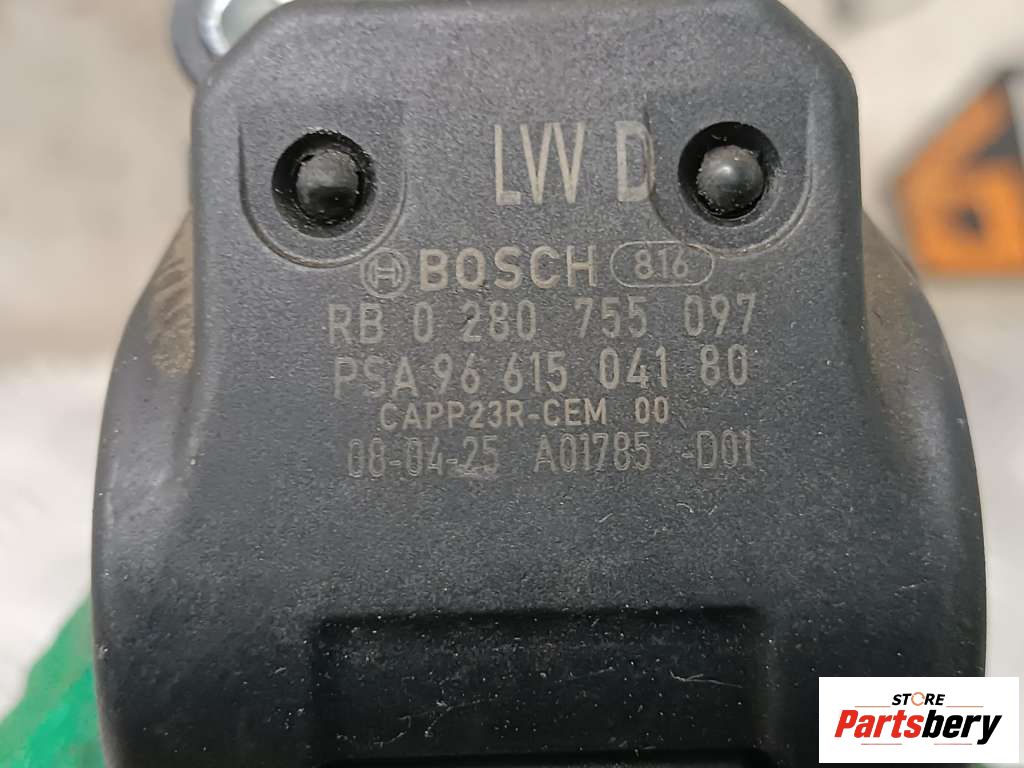 LW D
BOSCH 816
RB 0 280 755 097
PSA 96 615 041 80
CAPP23R-CEM 00
08-04-25 A01785 -D01
STORE
Partsbery